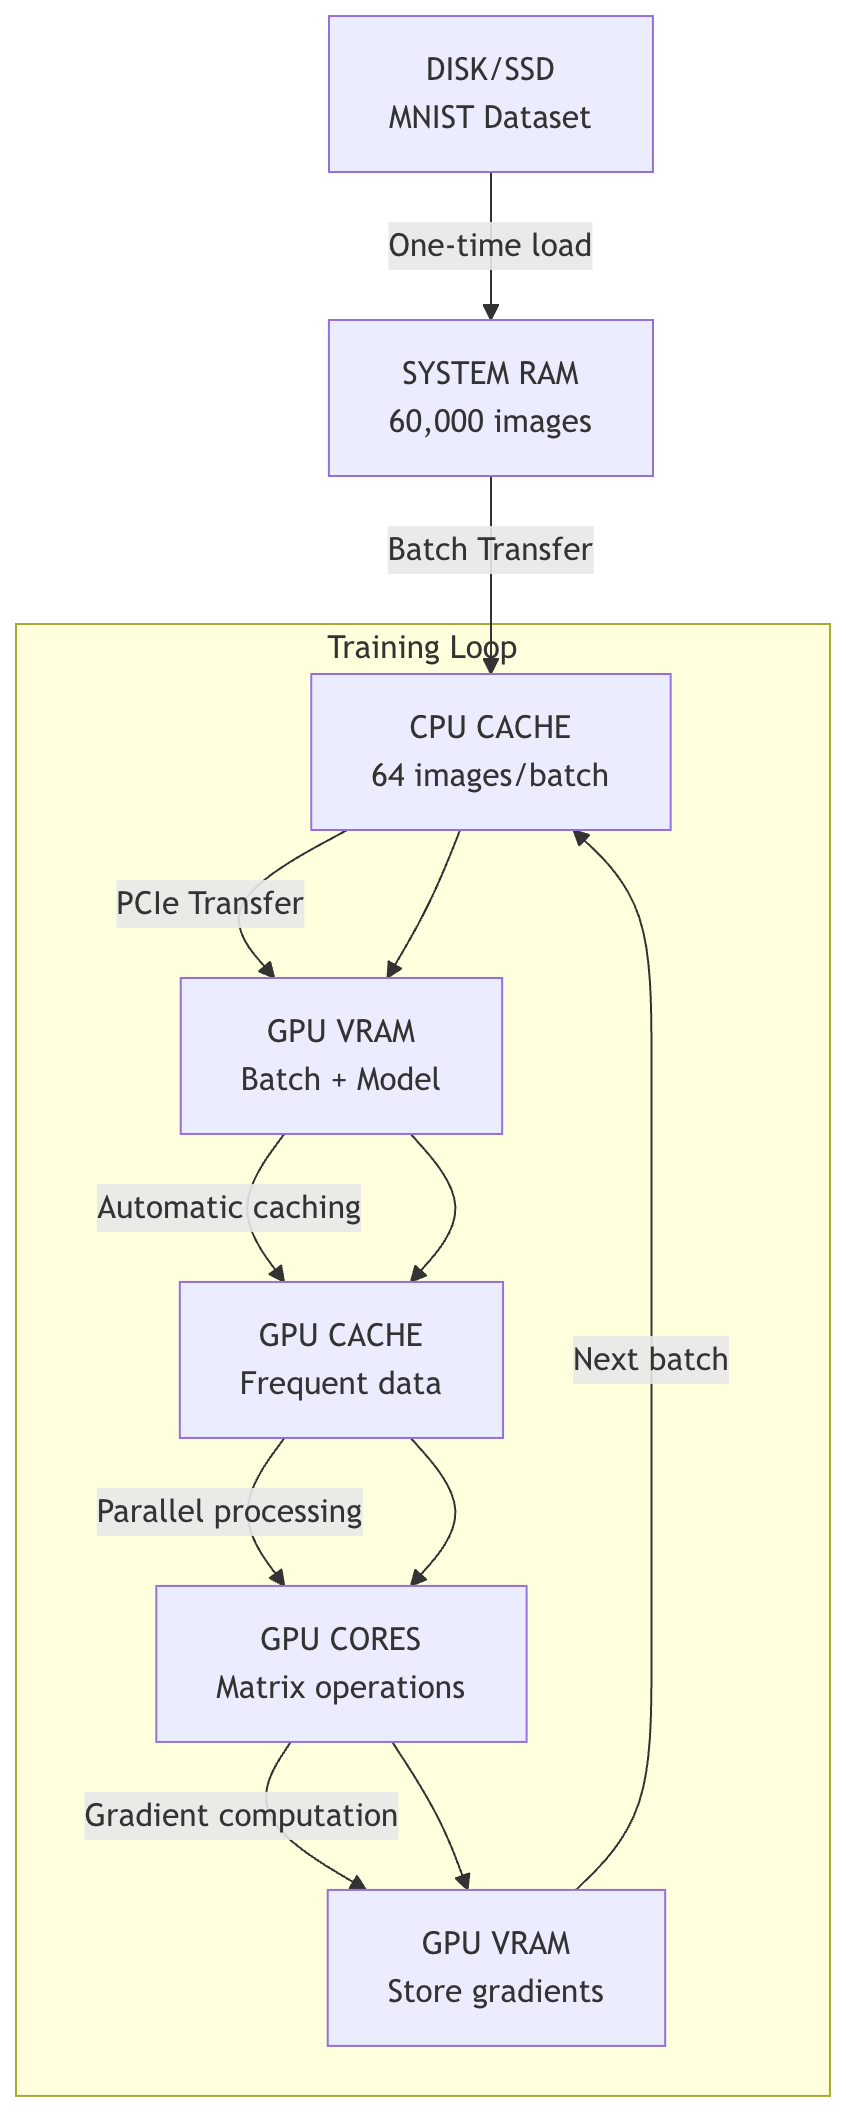 DISK/SSD
MNIST Dataset
One-time load
SYSTEM RAM
60,000 images
Batch Transfer
Training Loop
CPU CACHE
64 images/batch
PCIe Transfer
GPU VRAM
Batch + Model
Automatic caching
GPU CACHE
Frequent data
Next batch
Parallel processing
GPU CORES
Matrix operations
Gradient computation
GPU VRAM
Store gradients